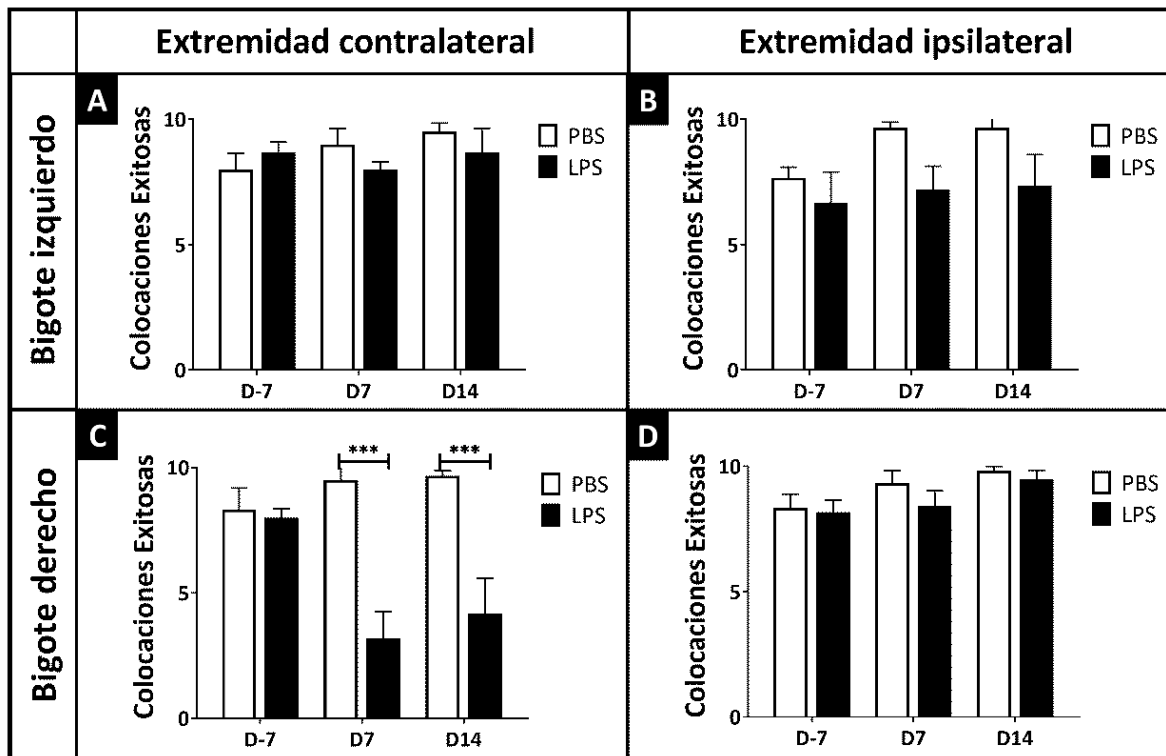 Extremidad contralateral
Extremidad ipsilateral
Bigote izquierdo
A
Colocaciones Exitosas
10
5
0
D-7 D7 D14
PBS
LPS
B
Colocaciones Exitosas
10
5
0
D-7 D7 D14
PBS
LPS
Bigote derecho
C
Colocaciones Exitosas
10
5
0
*** ***
D-7 D7 D14
PBS
LPS
D
Colocaciones Exitosas
10
5
0
D-7 D7 D14
PBS
LPS